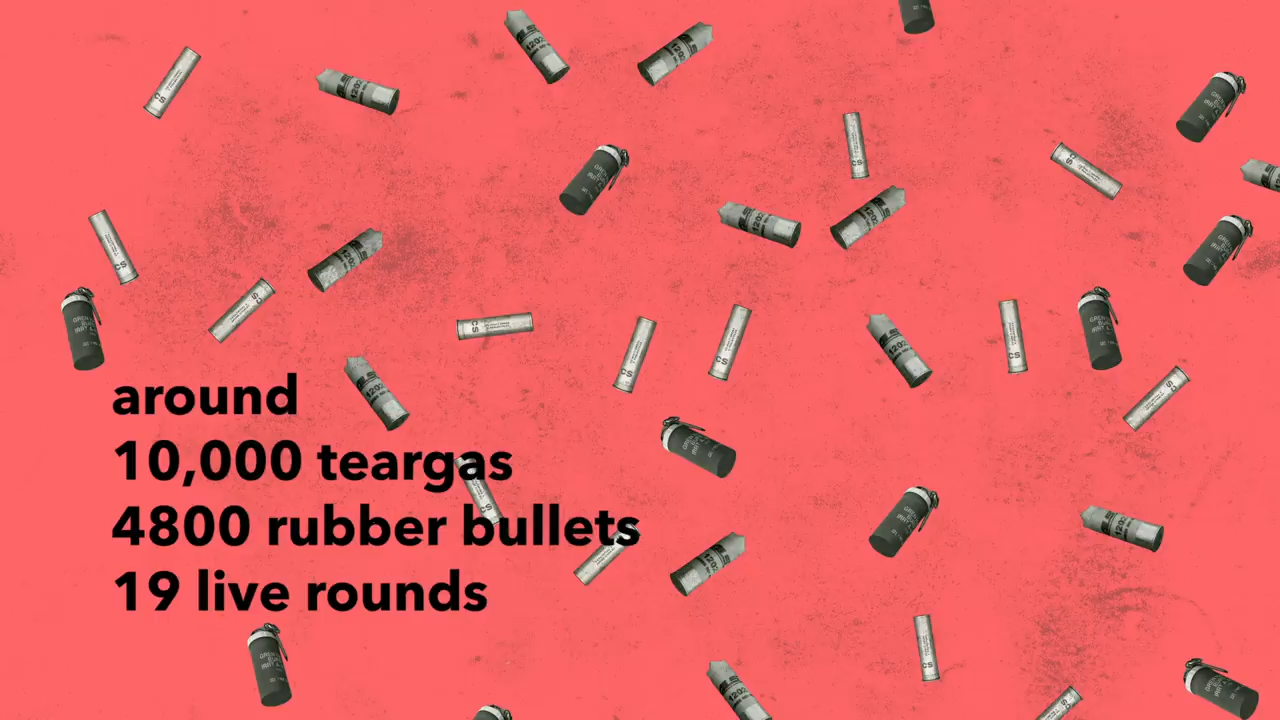 around
10,000 teargas
4800 rubber bullets
19 live rounds